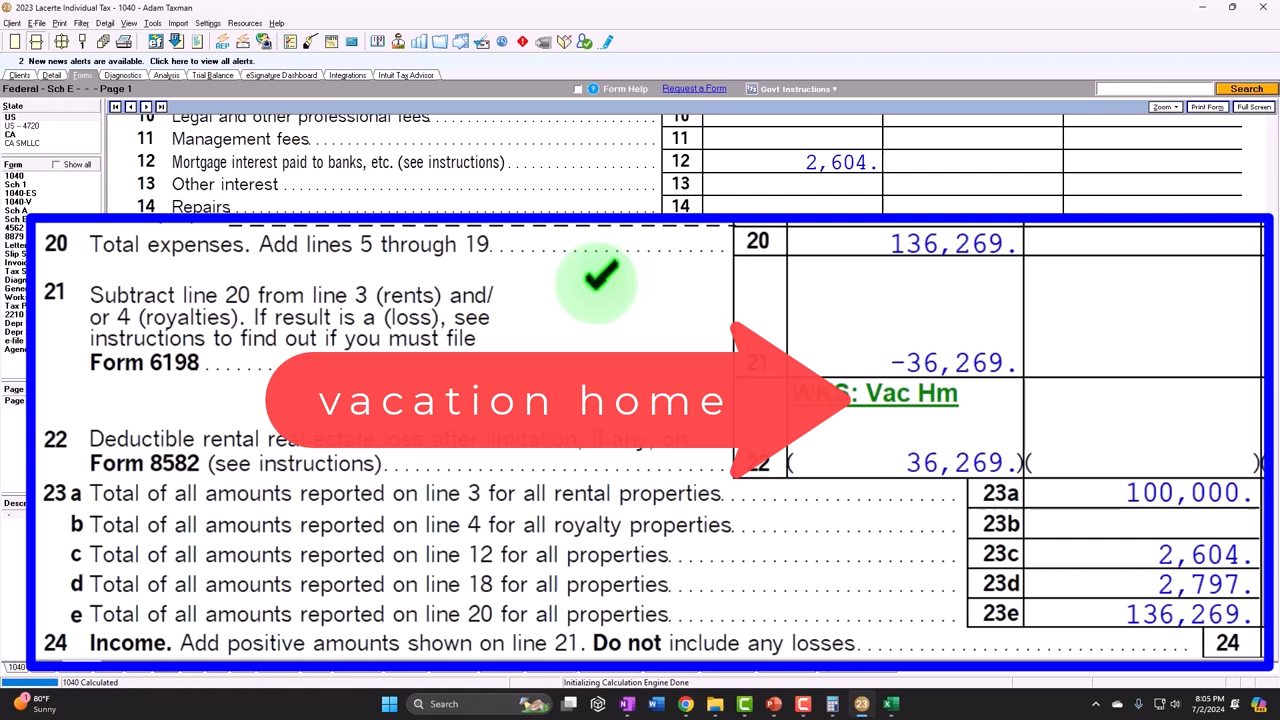 2023 Lacerte Individual Tax - 1040 - Adam Taxman
Client E-File Print Filter Detail View Tools Import Settings Resources Help
2 New news alerts are available. Click here to view all alerts.
Clients Detail Forms Diagnostics Analysis Trial Balance eSignature Dashboard Integrations Intuit Tax Advisor
Federal - Sch E - - - Page 1
Form Help Request a Form Govt Instructions Search
State
US
US - 4720
CA
CA SMLLC
Zoom Print Form Full Screen
Form Show all
1040
Sch 1
1040-ES
1040-V
Sch A
10 Legal and other professional fees 10
11 Management fees 11
12 Mortgage interest paid to banks, etc. (see instructions) 12 2,604.
13 Other interest 13
14 Repairs 14
20 Total expenses. Add lines 5 through 19 20 136,269.
21 Subtract line 20 from line 3 (rents) and/
or 4 (royalties). If result is a (loss), see
instructions to find out if you must file
Form 6198 21 -36,269.
vacation home
WKS: Vac Hm
22 Deductible rental real estate loss after limitation, if any, on
Form 8582 (see instructions) 22 ( 36,269.)( )(
23a Total of all amounts reported on line 3 for all rental properties 23a 100,000.
b Total of all amounts reported on line 4 for all royalty properties 23b
c Total of all amounts reported on line 12 for all properties 23c 2,604.
d Total of all amounts reported on line 18 for all properties 23d 2,797.
e Total of all amounts reported on line 20 for all properties 23e 136,269.
24 Income. Add positive amounts shown on line 21. Do not include any losses 24
1040 Calculated
Initializing Calculation Engine Done
80°F
Sunny
Search
8:05 PM
7/2/2024